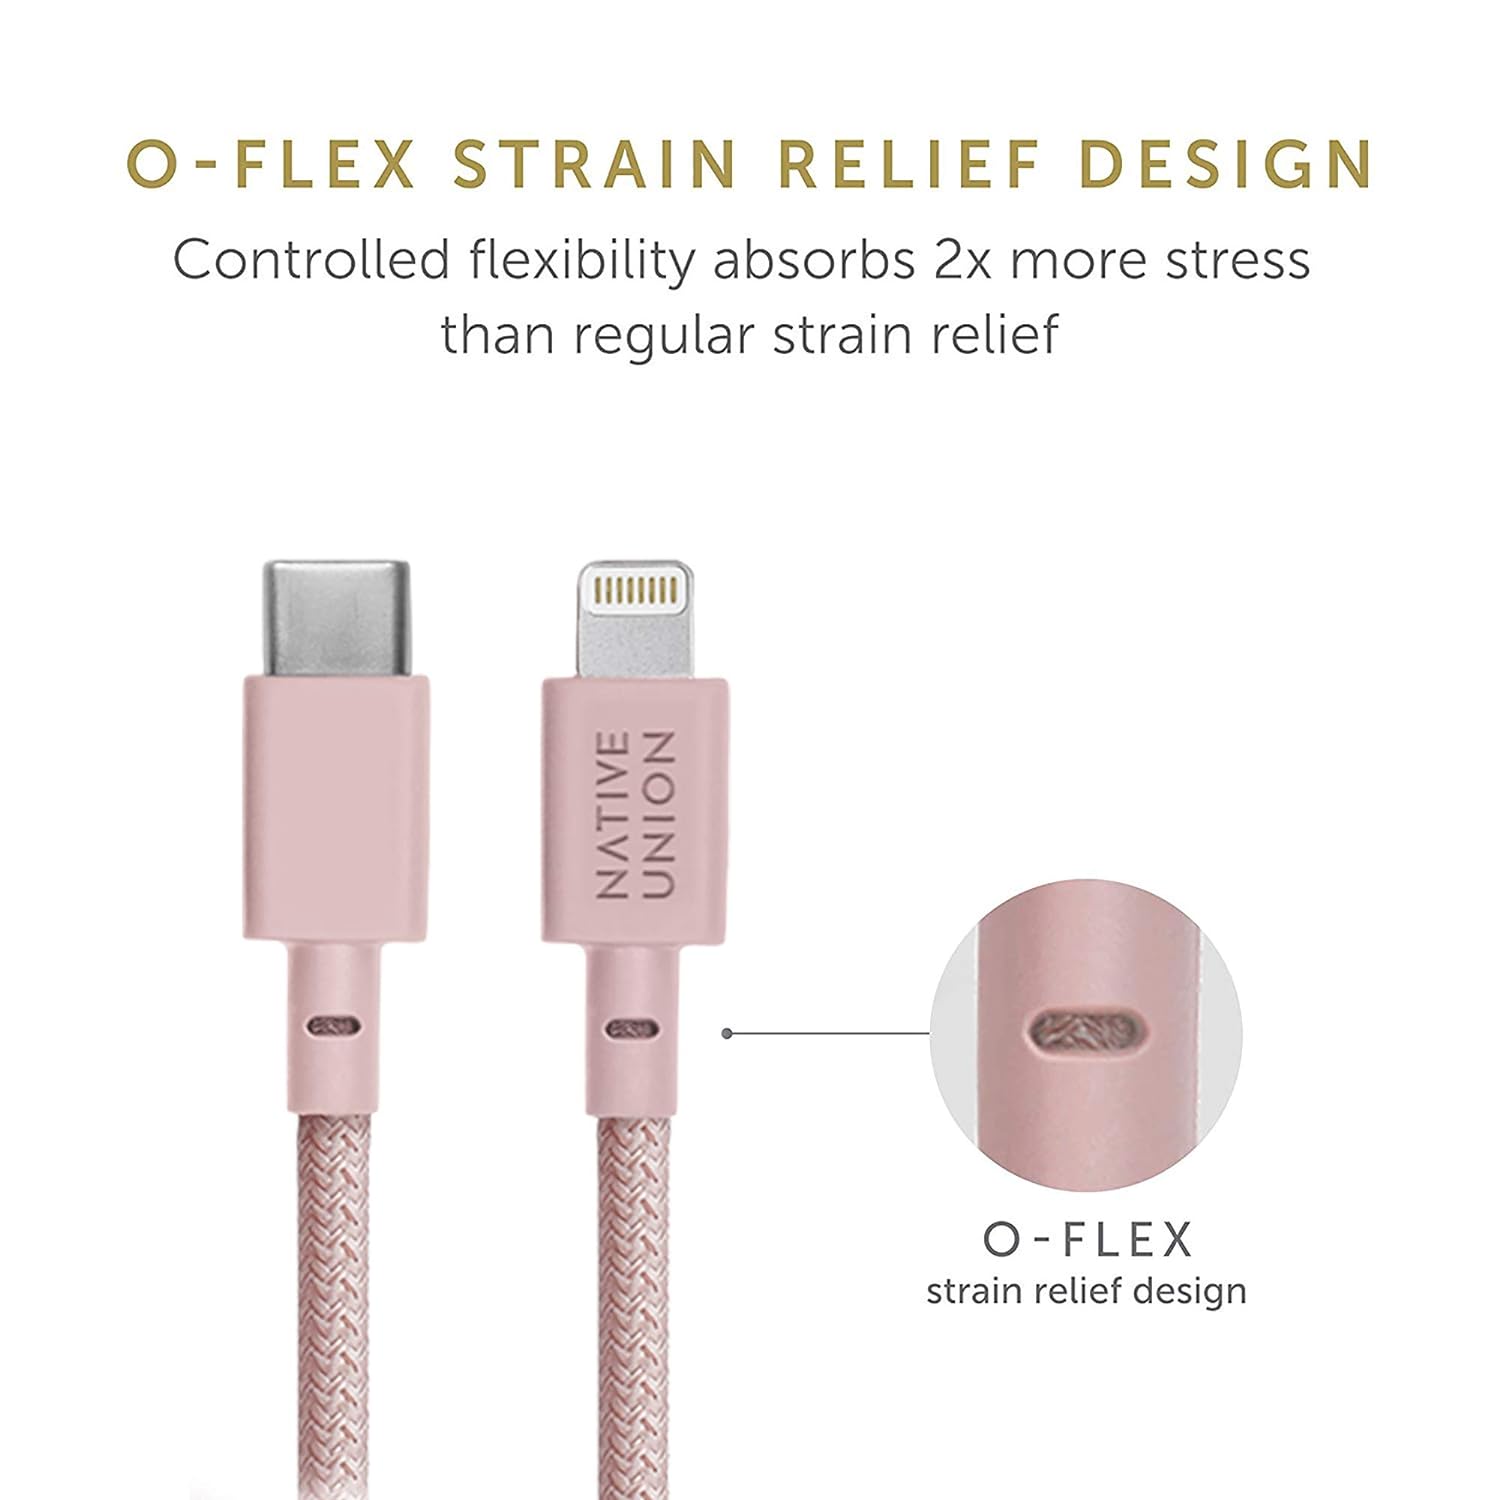 O-FLEX STRAIN RELIEF DESIGN
Controlled flexibility absorbs 2x more stress
than regular strain relief
NATIVE
UNION
O-FLEX
strain relief design